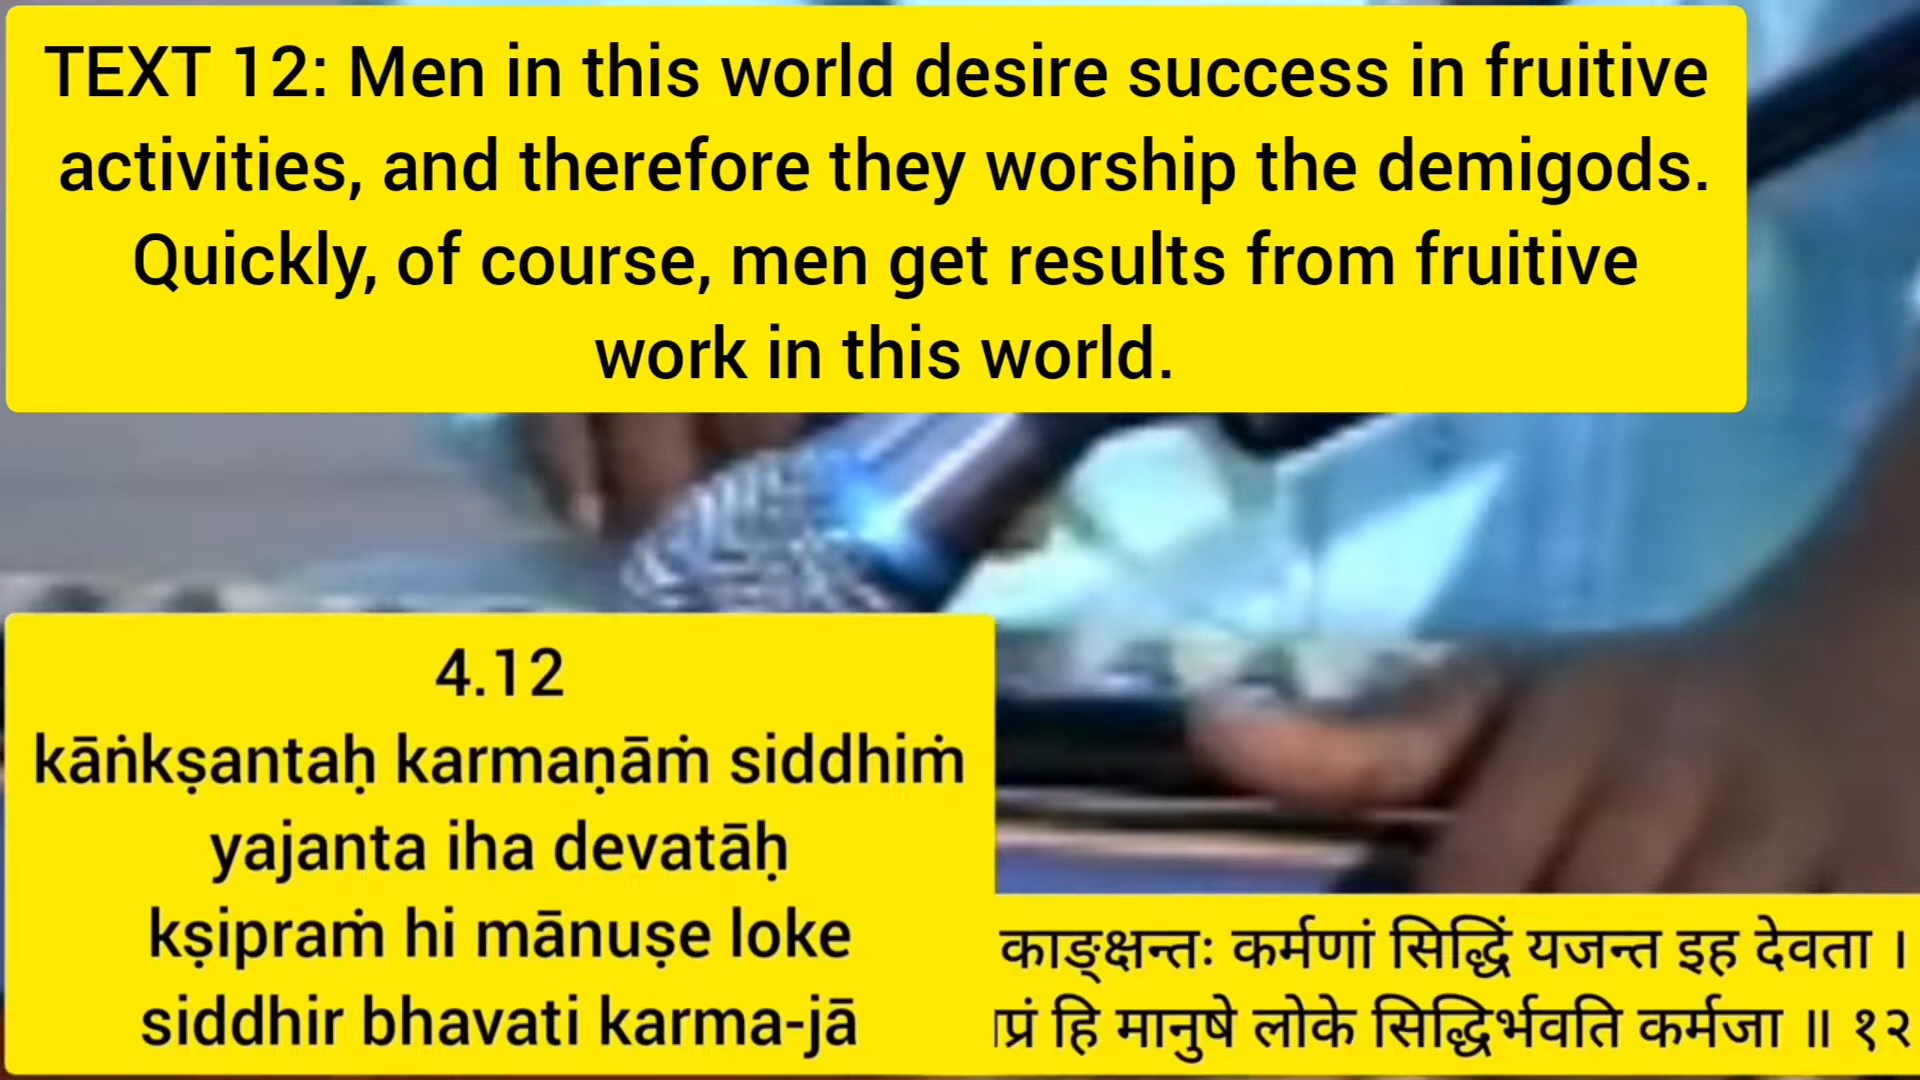 TEXT 12: Men in this world desire success in fruitive
activities, and therefore they worship the demigods.
Quickly, of course, men get results from fruitive
work in this world.
4.12
kāṅkṣantaḥ karmaṇāṁ siddhiṁ
yajanta iha devatāḥ
kṣipraṁ hi mānuṣe loke
siddhir bhavati karma-jā
काङ्क्षन्तः कर्मणां सिद्धिं यजन्त इह देवता ।
हि मानुषे लोके सिद्धिर्भवति कर्मजा ॥ १२